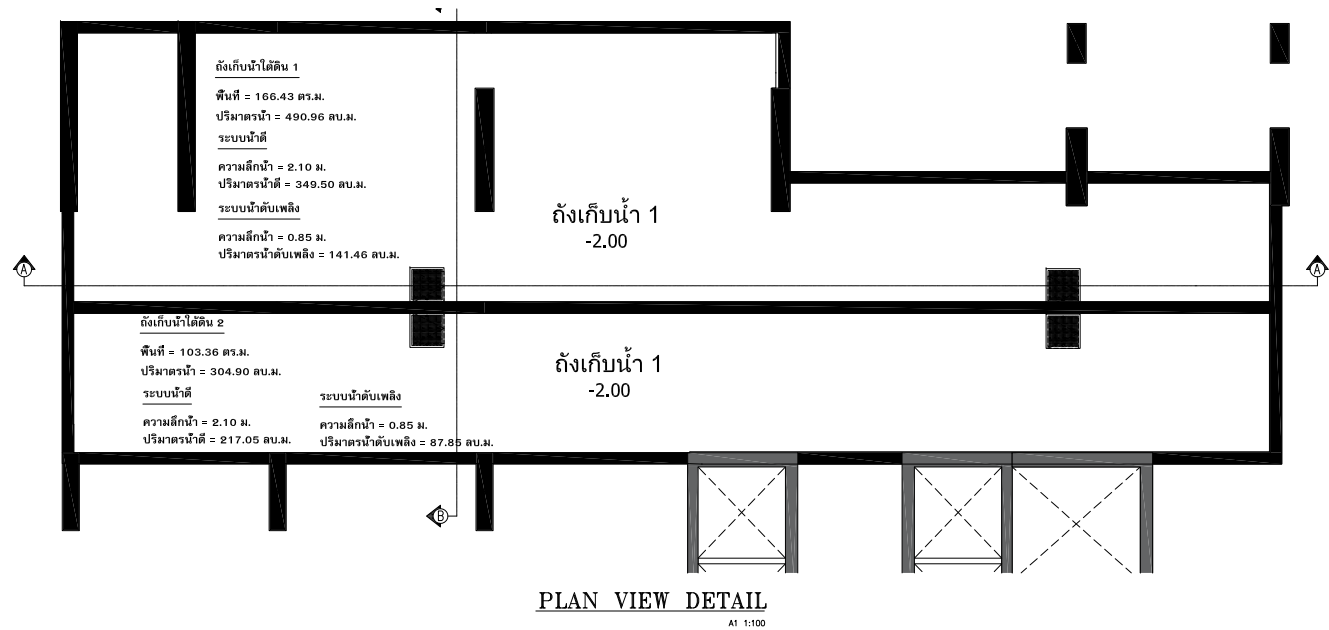 ถังเก็บน้ำใต้ดิน 1
พื้นที่ = 166.43 ตร.ม.
ปริมาตรน้ำ = 490.96 ลบ.ม.
ระบบน้ำดี
ความลึกน้ำ = 2.10 ม.
ปริมาตรน้ำดี = 349.50 ลบ.ม.
ระบบน้ำดับเพลิง
ความลึกน้ำ = 0.85 ม.
ปริมาตรน้ำดับเพลิง = 141.46 ลบ.ม.
ถังเก็บน้ำ 1
-2.00
A
A
ถังเก็บน้ำใต้ดิน 2
พื้นที่ = 103.36 ตร.ม.
ปริมาตรน้ำ = 304.90 ลบ.ม.
ระบบน้ำดี
ความลึกน้ำ = 2.10 ม.
ปริมาตรน้ำดี = 217.05 ลบ.ม.
ระบบน้ำดับเพลิง
ความลึกน้ำ = 0.85 ม.
ปริมาตรน้ำดับเพลิง = 87.85 ลบ.ม.
ถังเก็บน้ำ 1
-2.00
B
PLAN VIEW DETAIL
A1 1:100